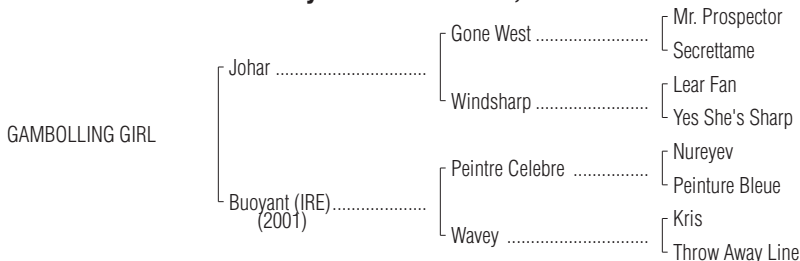 Mr. Prospector
Gone West
Secrettame
Johar
Lear Fan
Windsharp
Yes She's Sharp
GAMBOLLING GIRL
Nureyev
Peintre Celebre
Peinture Bleue
Buoyant (IRE)
(2001)
Kris
Wavey
Throw Away Line